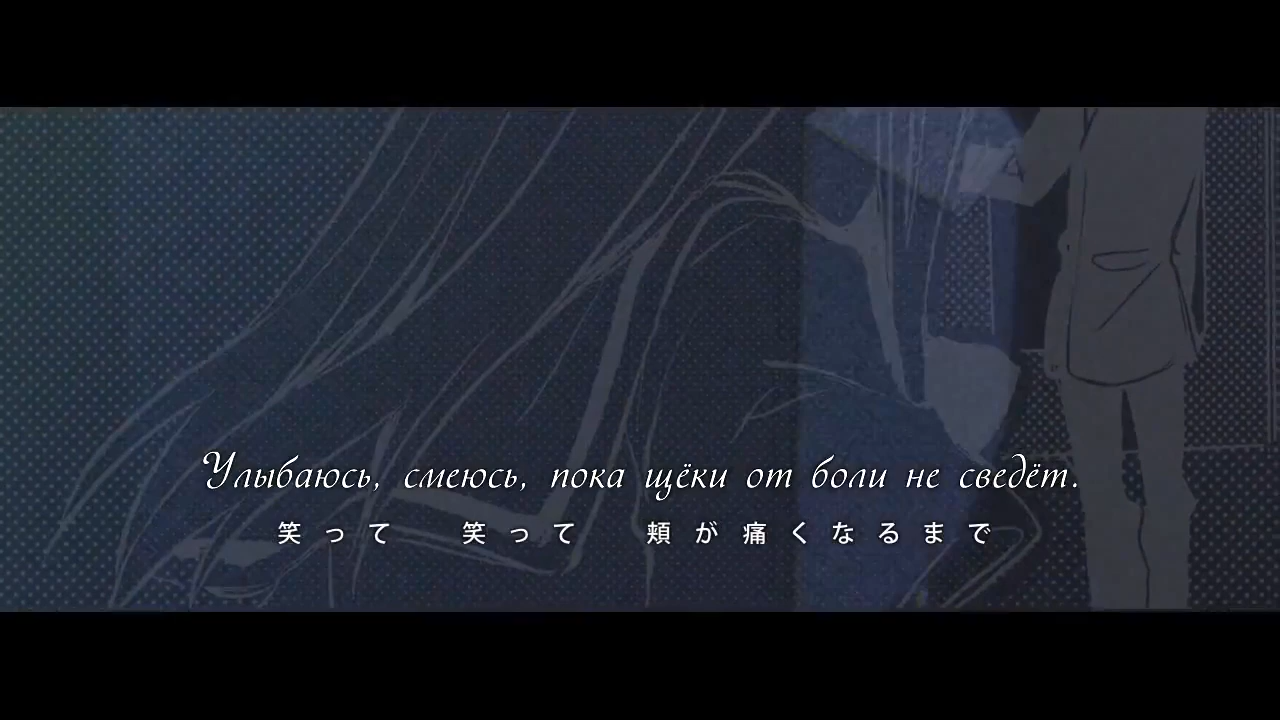 Улыбаюсь, смеюсь, пока щёки от боли не сведёт.
笑って　笑って　頬が痛くなるまで